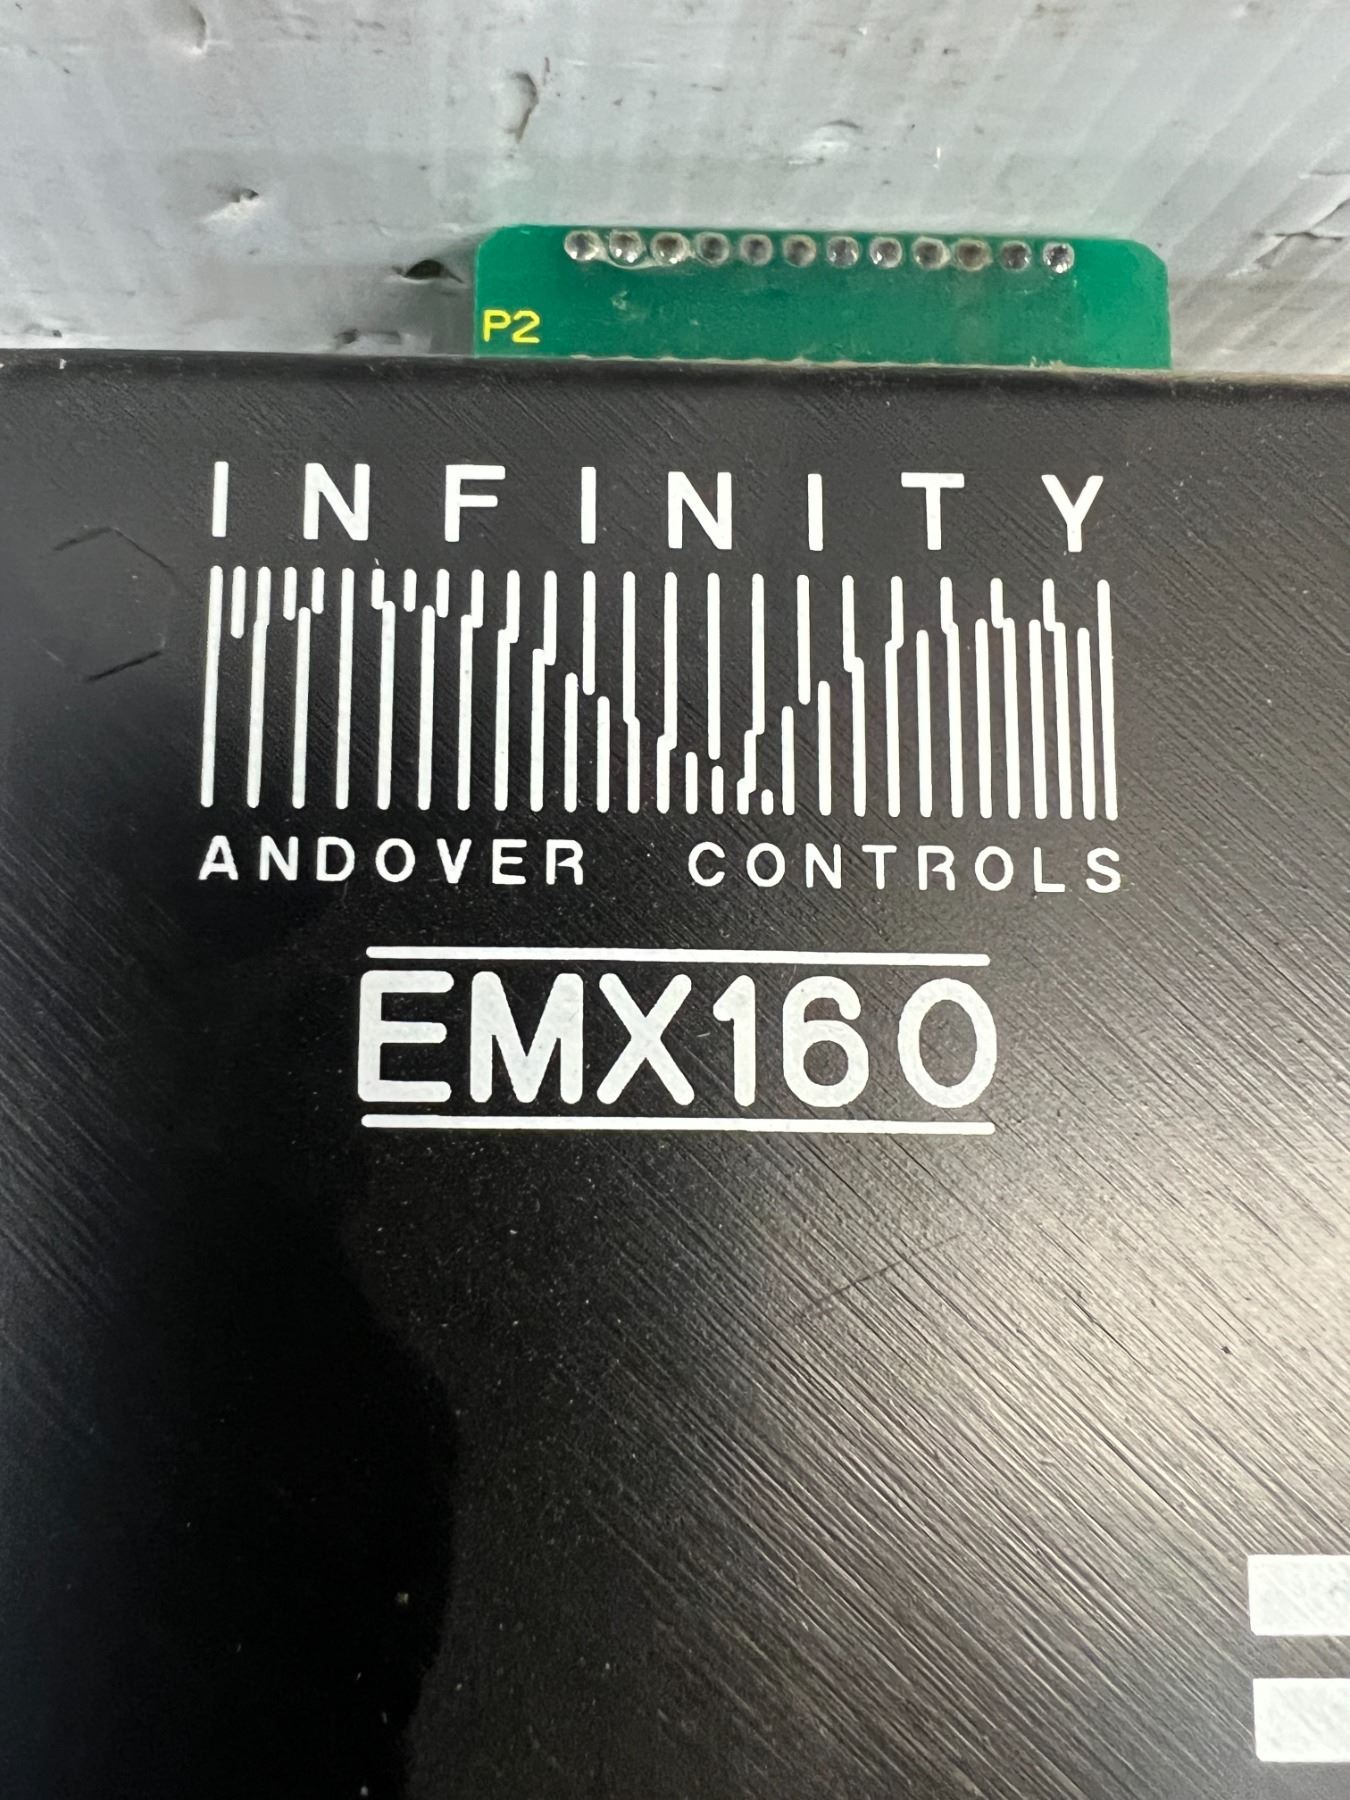 P2
INFINITY
ANDOVER CONTROLS
EMX160